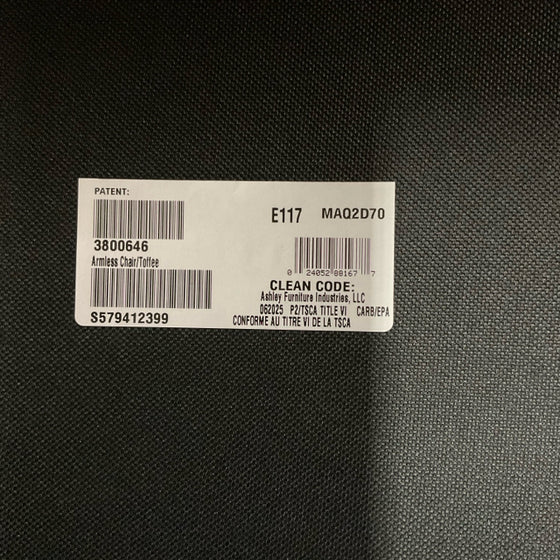 PATENT:
E117 MAQ2D70
3800646
Armless Chair/Toffee
0 24052 88167 7
CLEAN CODE:
Ashley Furniture Industries, LLC
S579412399
062025 P2/TSCA TITLE VI CARB/EPA
CONFORME AU TITRE VI DE LA TSCA